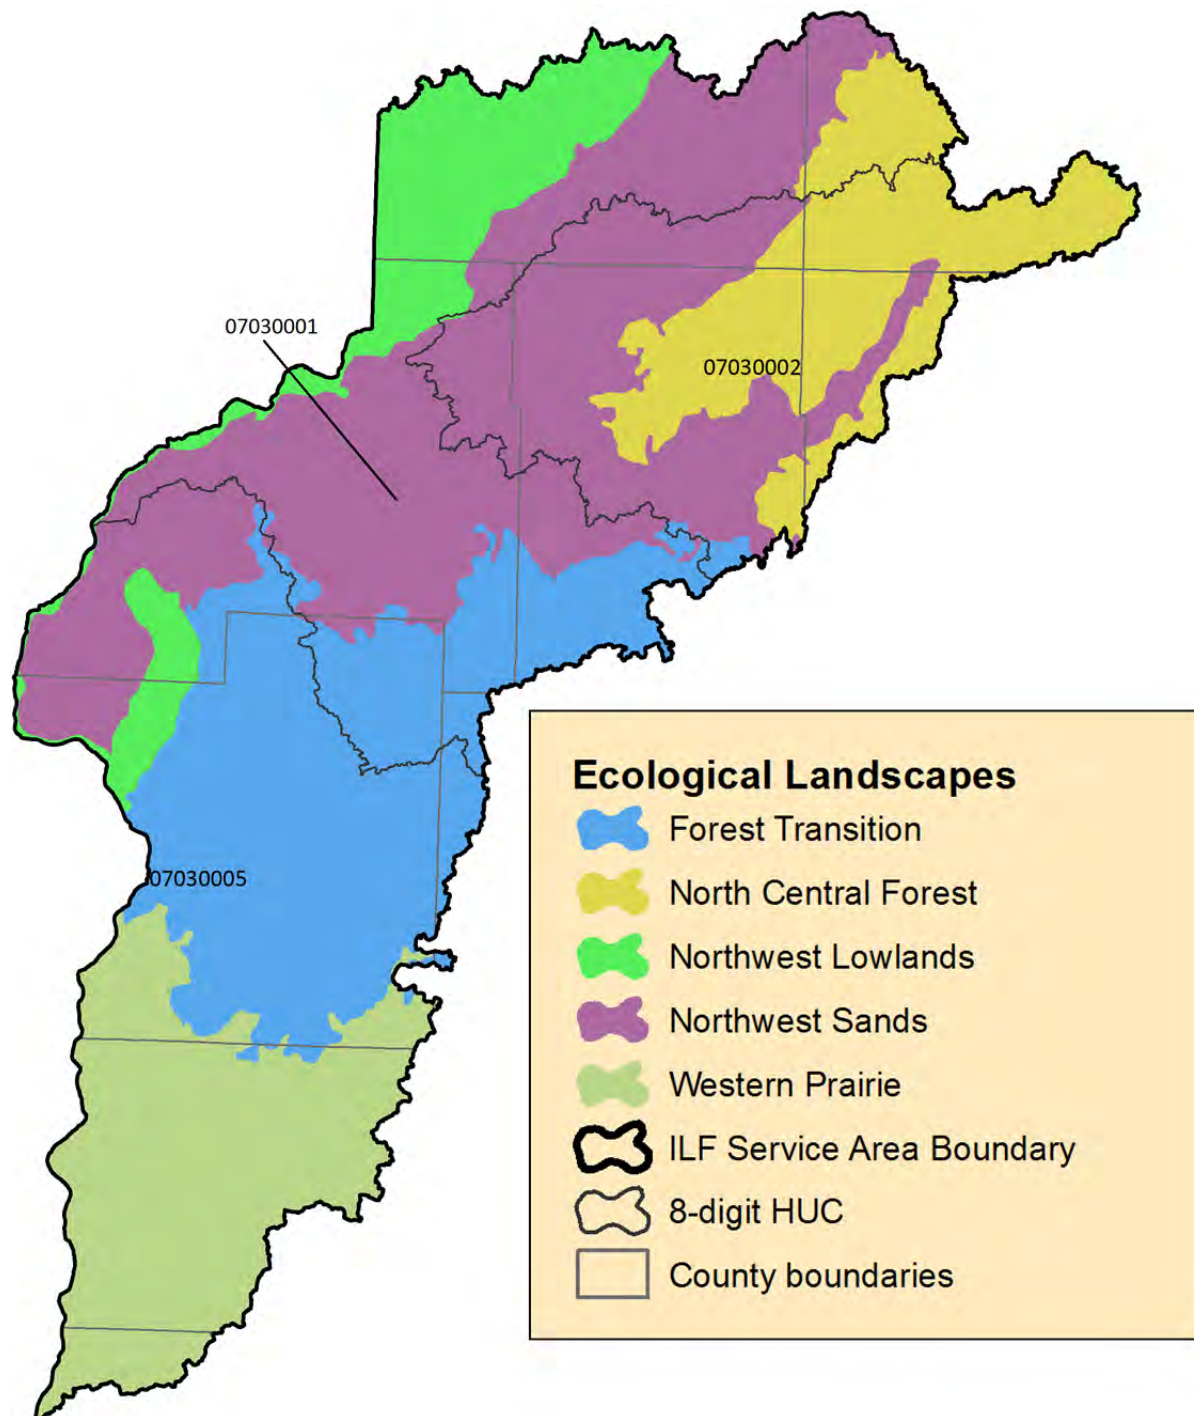 07030001
07030002
07030005
Ecological Landscapes
Forest Transition
North Central Forest
Northwest Lowlands
Northwest Sands
Western Prairie
ILF Service Area Boundary
8-digit HUC
County boundaries